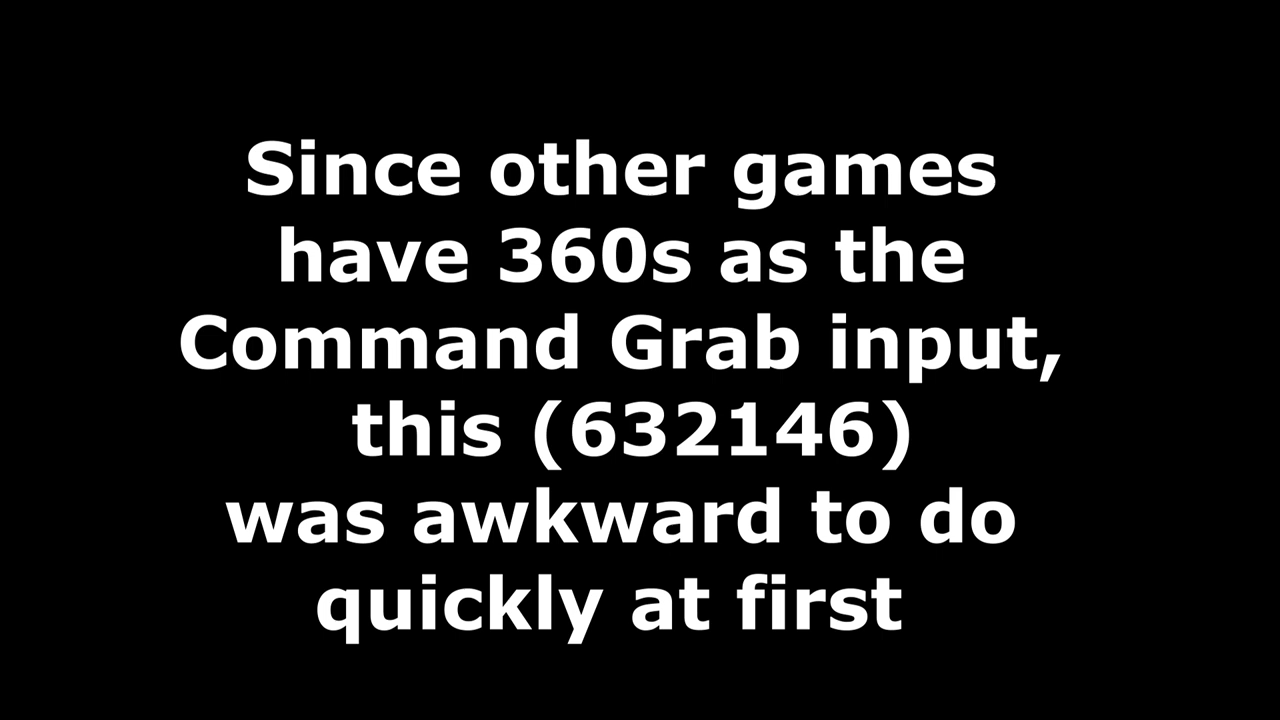 Since other games
have 360s as the
Command Grab input,
this (632146)
was awkward to do
quickly at first